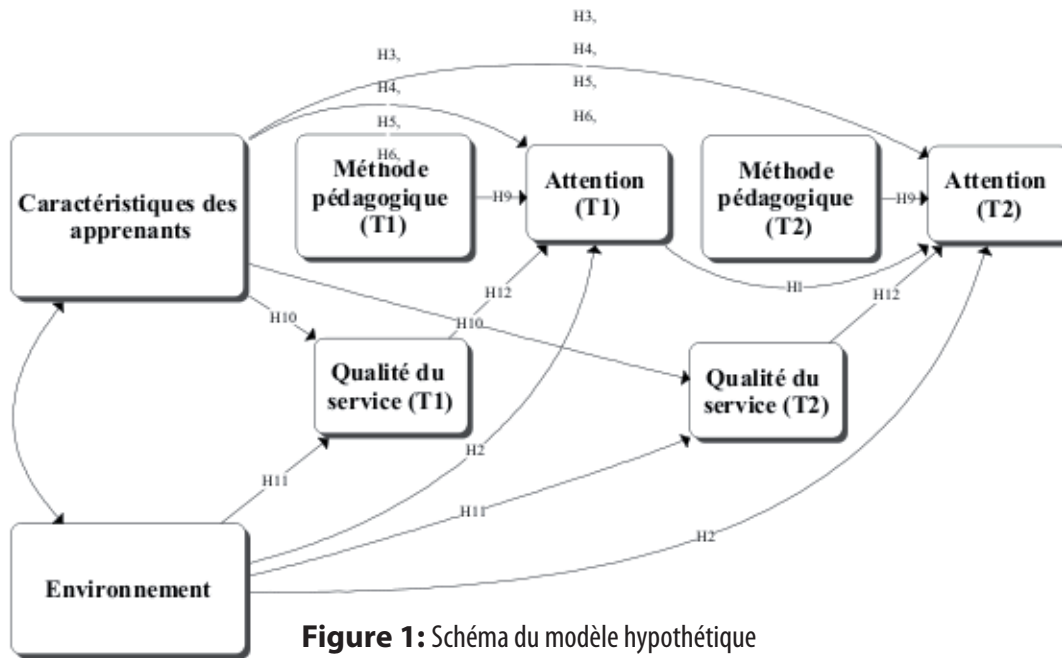 H3,
H4,
H5,
H6,
H3,
H4,
H5,
H6,
Caractéristiques des
apprenants
Méthode
pédagogique
(T1)
H9
Attention
(T1)
Méthode
pédagogique
(T2)
H9
Attention
(T2)
H1
H10
H12
H10
H12
Qualité du
service (T1)
Qualité du
service (T2)
H2
H11
H11
H2
Environnement
Figure 1: Schéma du modèle hypothétique